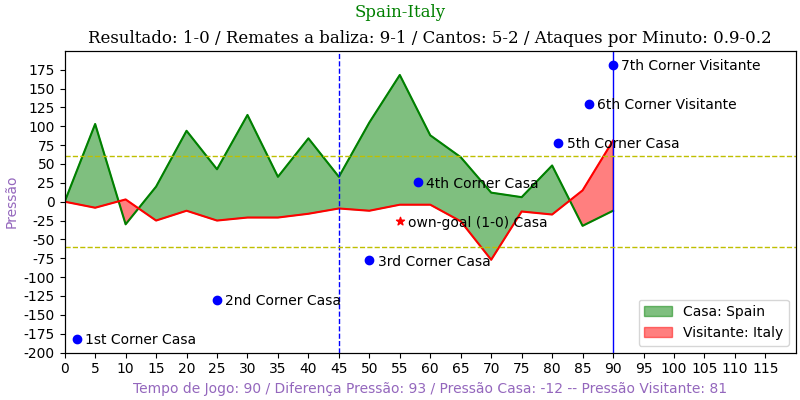 Spain-Italy
Resultado: 1-0 / Remates a baliza: 9-1 / Cantos: 5-2 / Ataques por Minuto: 0.9-0.2
Pressão
175
150
125
100
75
50
25
0
-25
-50
-75
-100
-125
-150
-175
-200
7th Corner Visitante
6th Corner Visitante
5th Corner Casa
4th Corner Casa
own-goal (1-0) Casa
3rd Corner Casa
2nd Corner Casa
1st Corner Casa
Casa: Spain
Visitante: Italy
0 5 10 15 20 25 30 35 40 45 50 55 60 65 70 75 80 85 90 95 100 105 110 115
Tempo de Jogo: 90 / Diferença Pressão: 93 / Pressão Casa: -12 -- Pressão Visitante: 81